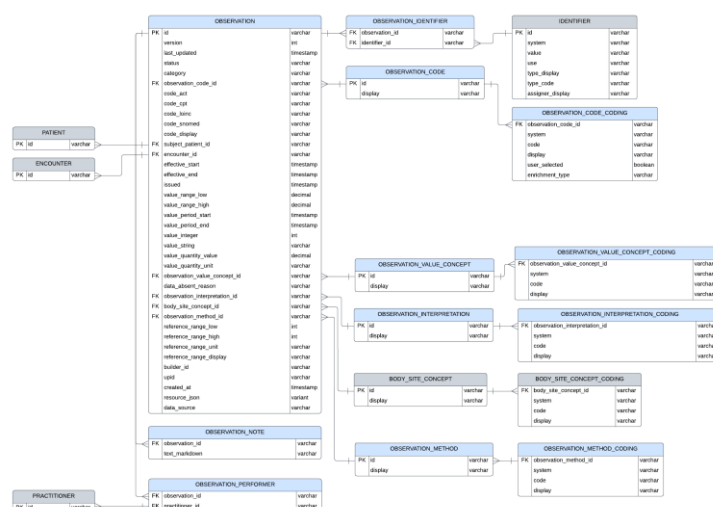 OBSERVATION
PK id varchar
version int
last_updated timestamp
status varchar
category varchar
FK observation_code_id varchar
code_act varchar
code_cpt varchar
code_loinc varchar
code_snomed varchar
code_display varchar
FK subject_patient_id varchar
FK encounter_id varchar
effective_start timestamp
effective_end timestamp
issued timestamp
value_range_low decimal
value_range_high decimal
value_period_start timestamp
value_period_end timestamp
value_integer int
value_string varchar
value_quantity_value decimal
value_quantity_unit varchar
FK observation_value_concept_id varchar
data_absent_reason varchar
FK observation_interpretation_id varchar
FK body_site_concept_id varchar
FK observation_method_id varchar
reference_range_low int
reference_range_high int
reference_range_unit varchar
reference_range_display varchar
builder_id varchar
upid varchar
created_at timestamp
resource_json variant
data_source varchar
OBSERVATION_IDENTIFIER
FK observation_id varchar
FK identifier_id varchar
IDENTIFIER
PK id varchar
system varchar
value varchar
use varchar
type_display varchar
type_code varchar
assigner_display varchar
OBSERVATION_CODE
PK id varchar
display varchar
OBSERVATION_CODE_CODING
FK observation_code_id varchar
system varchar
code varchar
display varchar
user_selected boolean
enrichment_type varchar
PATIENT
PK id varchar
ENCOUNTER
PK id varchar
OBSERVATION_VALUE_CONCEPT
PK id varchar
display varchar
OBSERVATION_VALUE_CONCEPT_CODING
FK observation_value_concept_id varchar
system varchar
code varchar
display varchar
OBSERVATION_INTERPRETATION
PK id varchar
display varchar
OBSERVATION_INTERPRETATION_CODING
FK observation_interpretation_id
system
code
display
BODY_SITE_CONCEPT
PK id varchar
display varchar
BODY_SITE_CONCEPT_CODING
FK body_site_concept_id varchar
system varchar
code varchar
display varchar
OBSERVATION_NOTE
FK observation_id varchar
text_markdown varchar
OBSERVATION_METHOD
PK id varchar
display varchar
OBSERVATION_METHOD_CODING
FK observation_method_id varchar
system varchar
code varchar
display varchar
OBSERVATION_PERFORMER
FK observation_id varchar
FK practitioner_id varchar
PRACTITIONER
PK id varchar